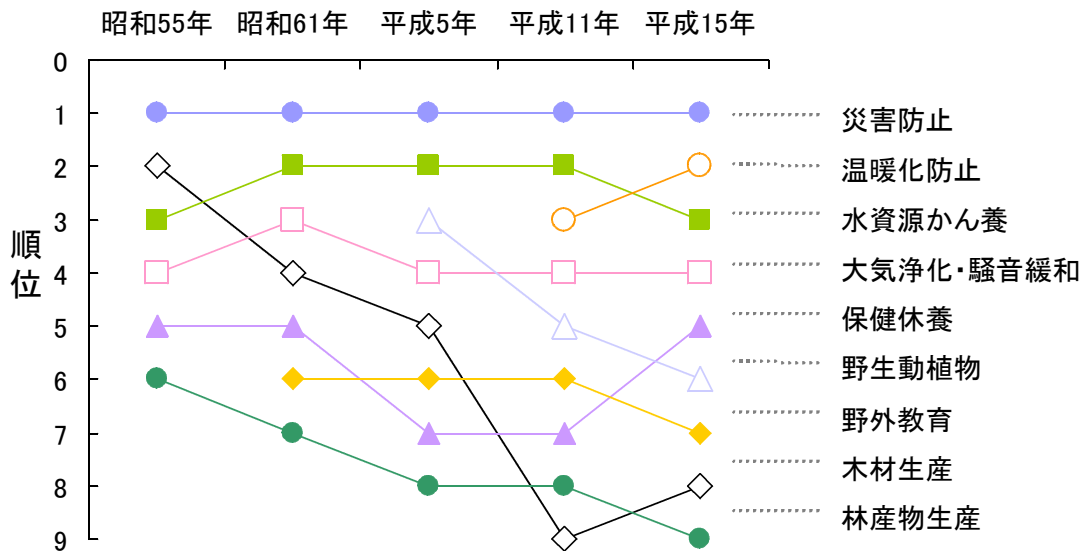 昭和55年 昭和61年 平成5年 平成11年 平成15年
順位
0
1
2
3
4
5
6
7
8
9
災害防止
温暖化防止
水資源かん養
大気浄化・騒音緩和
保健休養
野生動植物
野外教育
木材生産
林産物生産